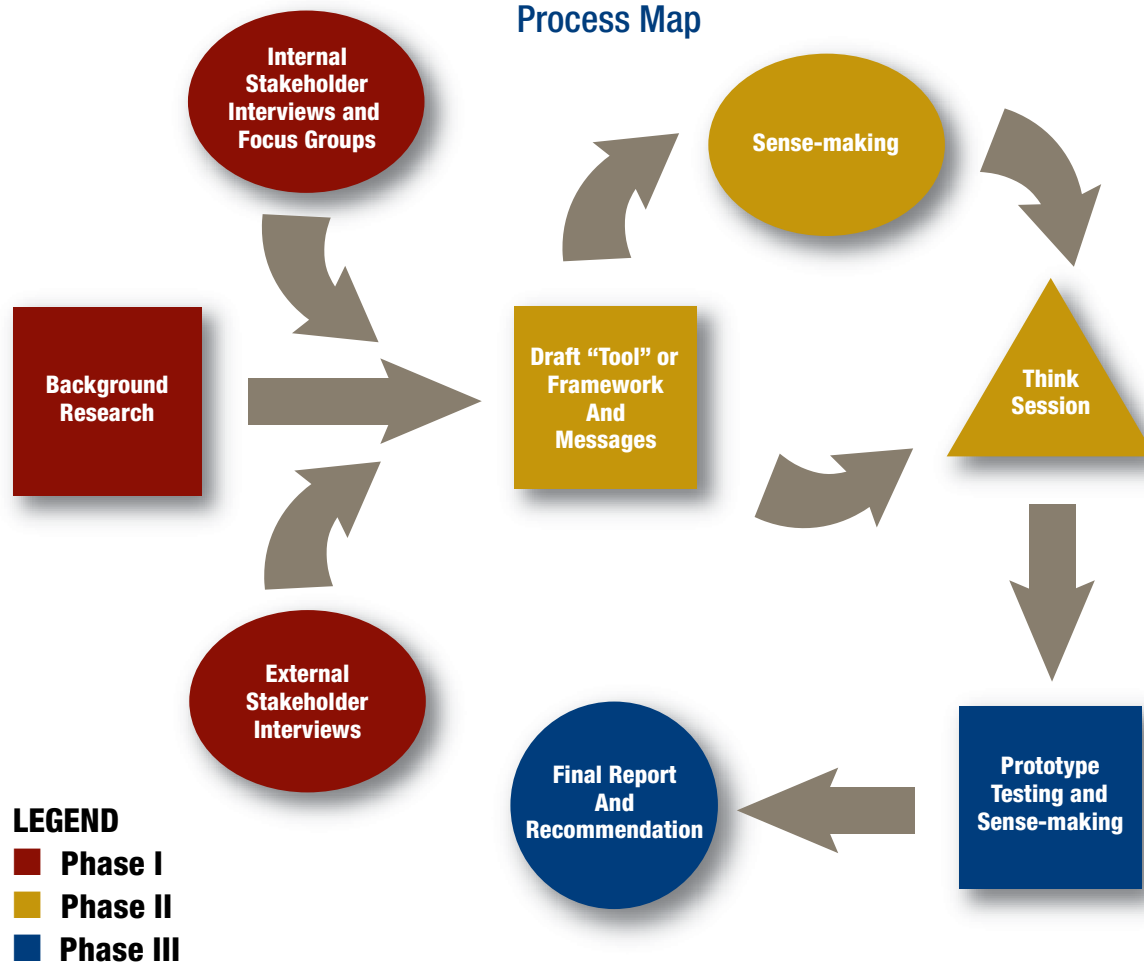 Process Map
Internal
Stakeholder
Interviews and
Focus Groups
Sense-making
Background
Research
Draft “Tool” or
Framework
And
Messages
Think
Session
External
Stakeholder
Interviews
Final Report
And
Recommendation
Prototype
Testing and
Sense-making
LEGEND
Phase I
Phase II
Phase III